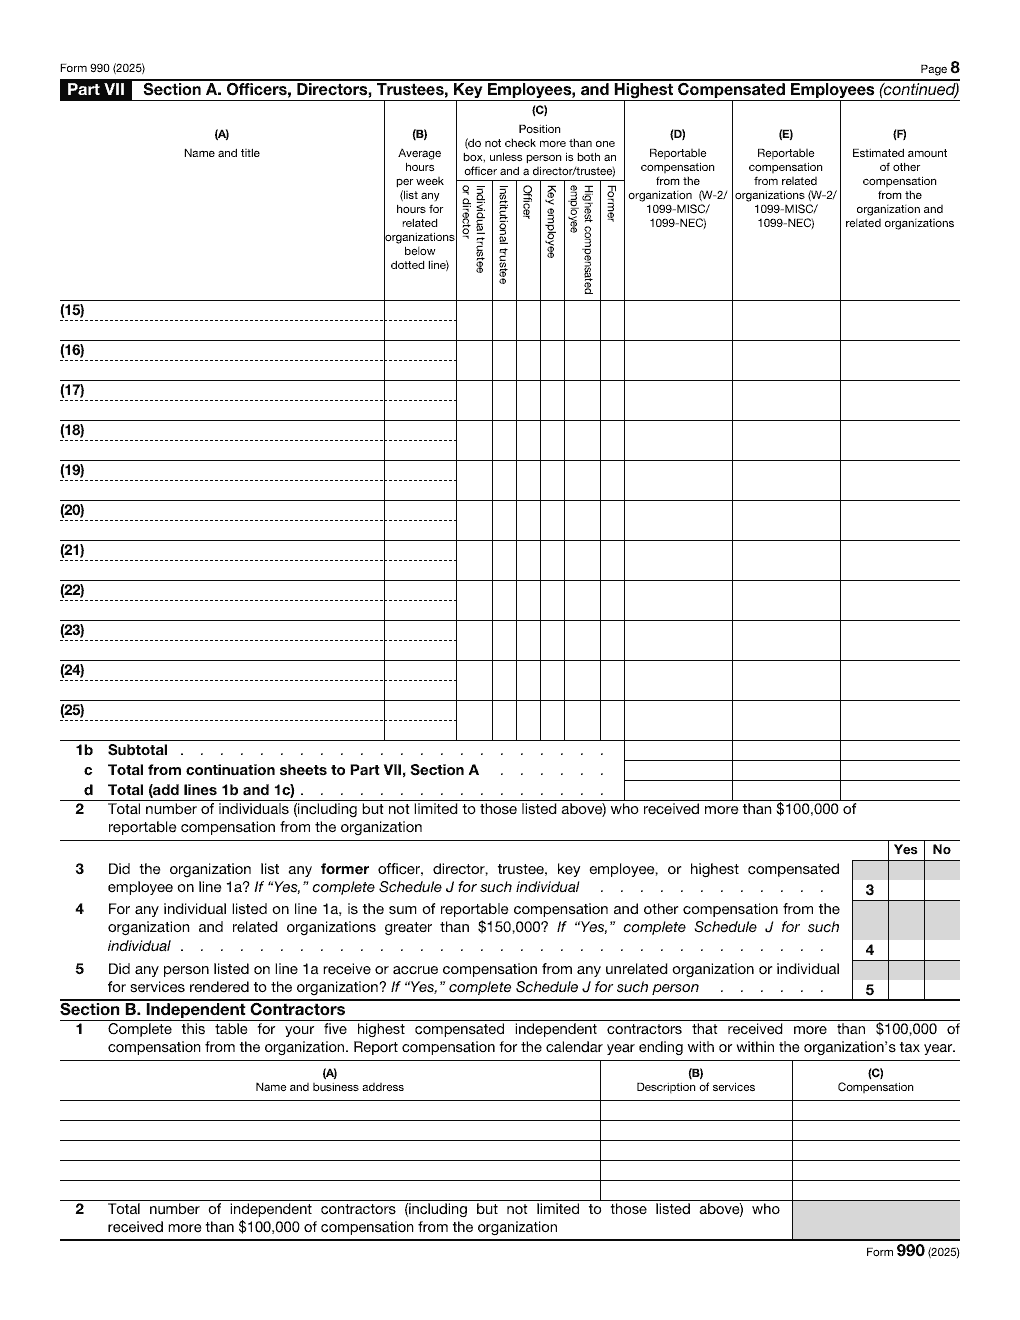 Form 990 (2025)
Page 8
Part VII Section A. Officers, Directors, Trustees, Key Employees, and Highest Compensated Employees (continued)
(A)
Name and title
(B)
Average
hours
per week
(list any
hours for
related
organizations
below
dotted line)
(C)
Position
(do not check more than one
box, unless person is both an
officer and a director/trustee)
Individual trustee
or director
Institutional trustee
Officer
Key employee
Highest compensated
employee
Former
(D)
Reportable
compensation
from the
organization (W-2/
1099-MISC/
1099-NEC)
(E)
Reportable
compensation
from related
organizations (W-2/
1099-MISC/
1099-NEC)
(F)
Estimated amount
of other
compensation
from the
organization and
related organizations
(15)
(16)
(17)
(18)
(19)
(20)
(21)
(22)
(23)
(24)
(25)
1b Subtotal . . . . . . . . . . . . . . . . . . . . . .
c Total from continuation sheets to Part VII, Section A . . . . . .
d Total (add lines 1b and 1c) . . . . . . . . . . . . . . . .
2 Total number of individuals (including but not limited to those listed above) who received more than $100,000 of
reportable compensation from the organization
Yes No
3 Did the organization list any former officer, director, trustee, key employee, or highest compensated
employee on line 1a? If “Yes,” complete Schedule J for such individual . . . . . . . . . . . . 3
4 For any individual listed on line 1a, is the sum of reportable compensation and other compensation from the
organization and related organizations greater than $150,000? If “Yes,” complete Schedule J for such
individual . . . . . . . . . . . . . . . . . . . . . . . . . . . . . . . . . 4
5 Did any person listed on line 1a receive or accrue compensation from any unrelated organization or individual
for services rendered to the organization? If “Yes,” complete Schedule J for such person . . . . . . 5
Section B. Independent Contractors
1 Complete this table for your five highest compensated independent contractors that received more than $100,000 of
compensation from the organization. Report compensation for the calendar year ending with or within the organization’s tax year.
(A)
Name and business address
(B)
Description of services
(C)
Compensation
2 Total number of independent contractors (including but not limited to those listed above) who
received more than $100,000 of compensation from the organization
Form 990 (2025)